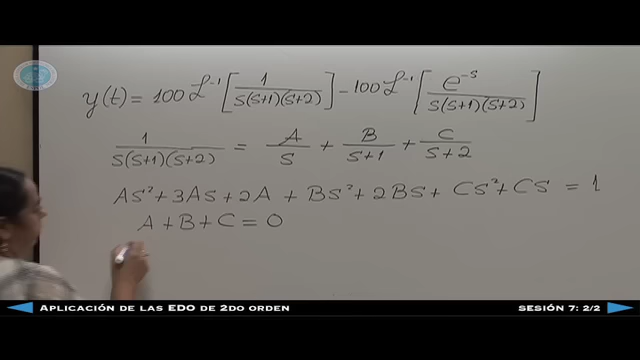 y(t) = 100 ℒ⁻¹[1/(S(S+1)(S+2))] - 100 ℒ⁻¹[e⁻ˢ/(S(S+1)(S+2))]
1/(S(S+1)(S+2)) = A/S + B/(S+1) + C/(S+2)
AS² + 3AS + 2A + BS² + 2BS + CS² + CS = 1
A + B + C = 0
APLICACIÓN DE LAS EDO DE 2DO ORDEN SESIÓN 7: 2/2